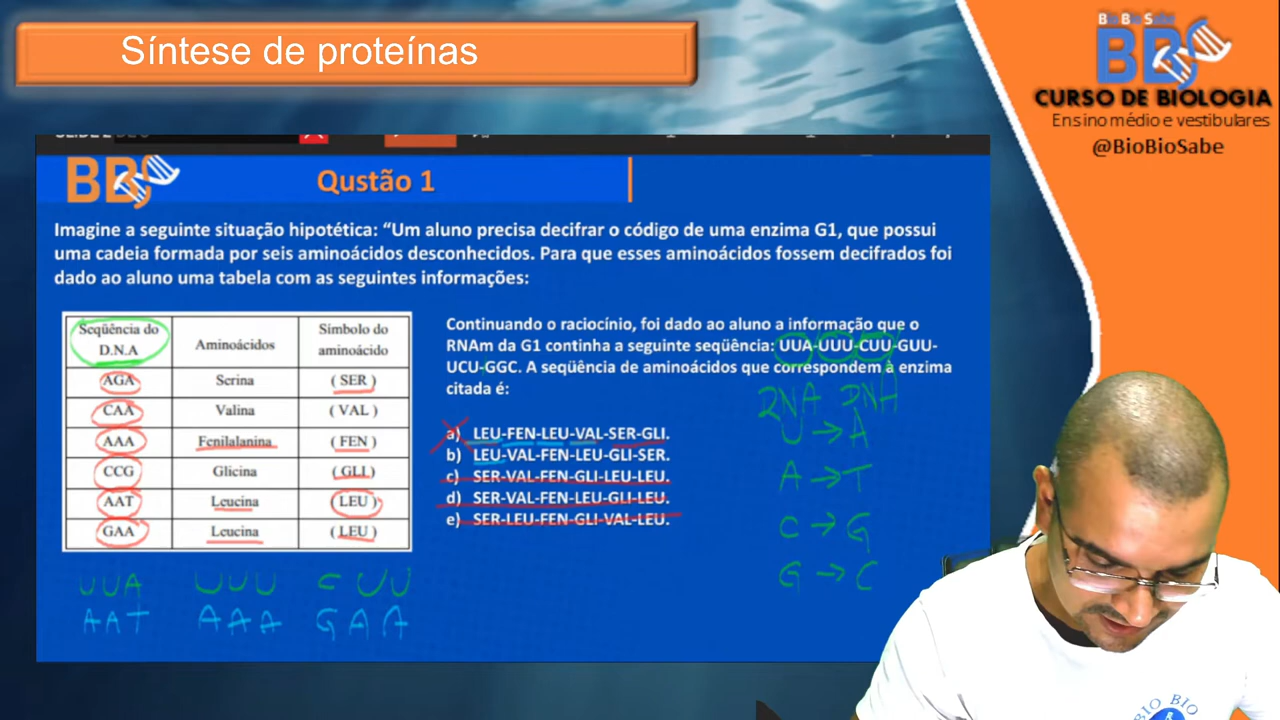 Síntese de proteínas
Bio Bio Sabe
BBS
CURSO DE BIOLOGIA
Ensino médio e vestibulares
@BioBioSabe
BBS
Qustão 1
Imagine a seguinte situação hipotética: “Um aluno precisa decifrar o código de uma enzima G1, que possui
uma cadeia formada por seis aminoácidos desconhecidos. Para que esses aminoácidos fossem decifrados foi
dado ao aluno uma tabela com as seguintes informações:
Seqüência do D.N.A Aminoácidos Símbolo do aminoácido
AGA Serina ( SER )
CAA Valina ( VAL )
AAA Fenilalanina ( FEN )
CCG Glicina ( GLI )
AAT Leucina ( LEU )
GAA Leucina ( LEU )
UUA UUU CUU
AAT AAA GAA
Continuando o raciocínio, foi dado ao aluno a informação que o
RNAm da G1 continha a seguinte seqüência: UUA-UUU-CUU-GUU-
UCU-GGC. A seqüência de aminoácidos que correspondem à enzima
citada é:
a) LEU-FEN-LEU-VAL-SER-GLI.
b) LEU-VAL-FEN-LEU-GLI-SER.
c) SER-VAL-FEN-GLI-LEU-LEU.
d) SER-VAL-FEN-LEU-GLI-LEU.
e) SER-LEU-FEN-GLI-VAL-LEU.
RNA DNA
U → A
A → T
C → G
G → C
BIO BIO